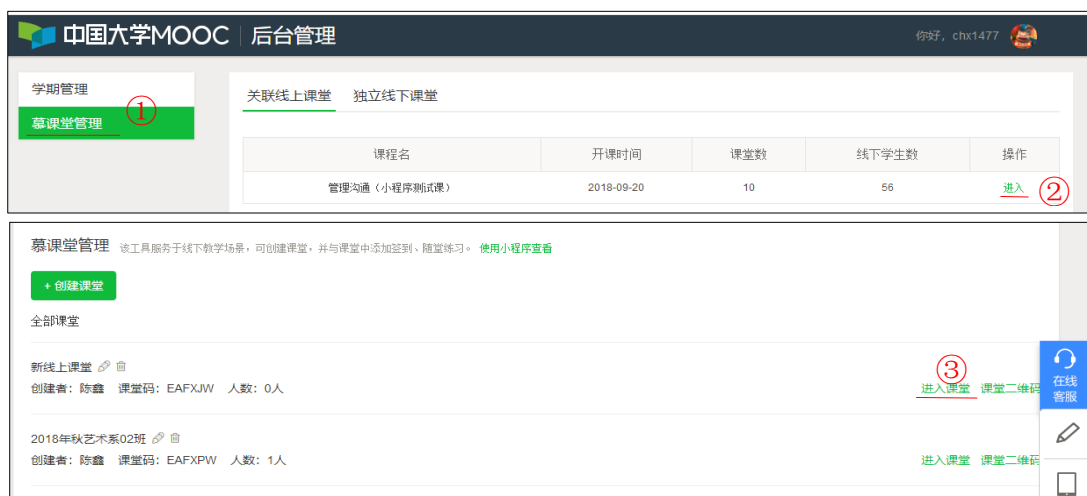 中国大学MOOC 后台管理 你好，chx1477
学期管理
慕课堂管理 ①
关联线上课堂 独立线下课堂
课程名 开课时间 课堂数 线下学生数 操作
管理沟通（小程序测试课） 2018-09-20 10 56 进入 ②
慕课堂管理 该工具服务于线下教学场景，可创建课堂，并与课堂中添加签到、随堂练习。 使用小程序查看
+ 创建课堂
全部课堂
新线上课堂
创建者：陈鑫 课堂码：EAFXJW 人数：0人 ③ 进入课堂 课堂二维码
在线
客服
2018年秋艺术系02班
创建者：陈鑫 课堂码：EAFXPW 人数：1人 进入课堂 课堂二维码